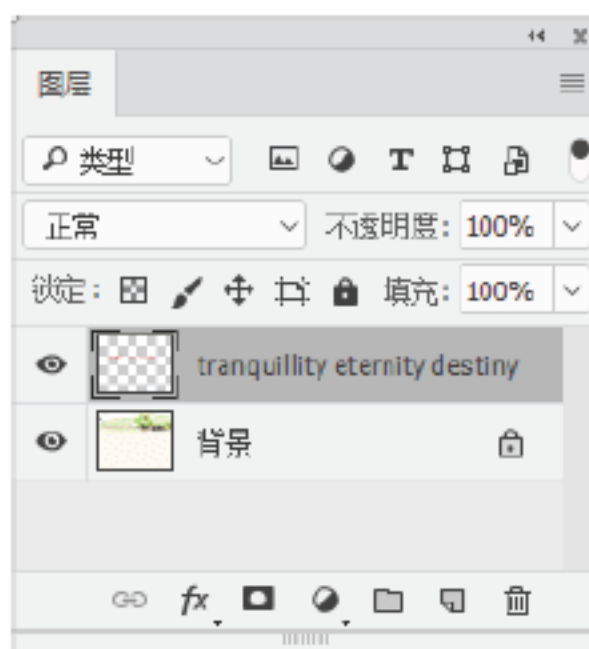 图层
类型
正常 不透明度: 100%
锁定: 填充: 100%
tranquillity eternity destiny
背景
fx